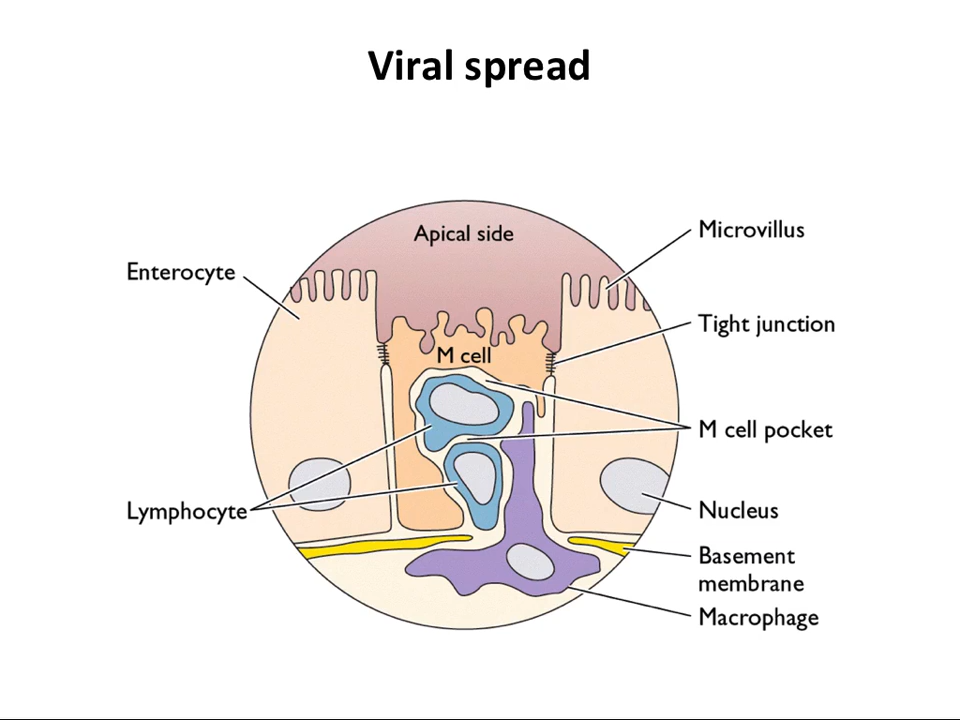 Viral spread
Apical side
Microvillus
Enterocyte
Tight junction
M cell
M cell pocket
Lymphocyte
Nucleus
Basement
membrane
Macrophage